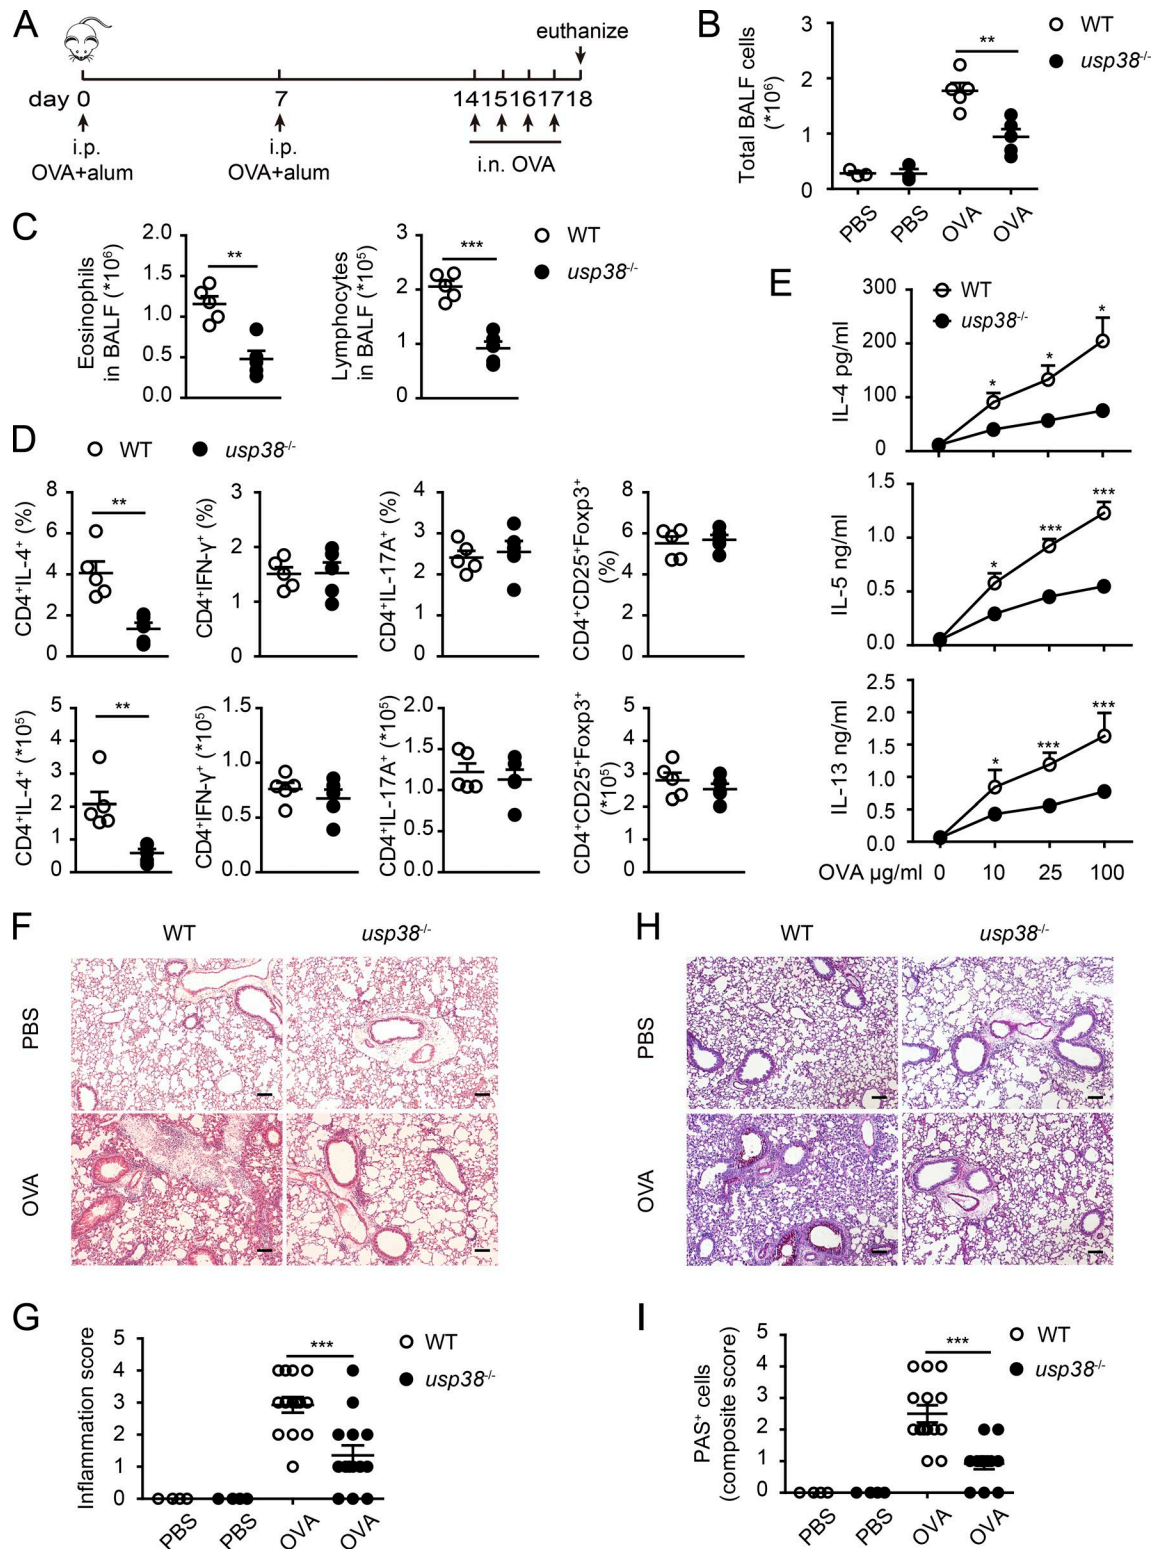 A
euthanize
day 0 7 14 15 16 17 18
i.p. i.p.
OVA+alum OVA+alum i.n. OVA
B
Total BALF cells
(*10⁶)
3
2
1
0
PBS PBS OVA OVA
**
WT
usp38⁻/⁻
C
Eosinophils
in BALF (*10⁶)
2.0
1.5
1.0
0.5
0.0
**
Lymphocytes
in BALF (*10⁵)
3
2
1
0
***
WT
usp38⁻/⁻
D
WT usp38⁻/⁻
CD4⁺IL-4⁺ (%)
8
6
4
2
0
**
CD4⁺IFN-γ⁺ (%)
3
2
1
0
CD4⁺IL-17A⁺ (%)
4
3
2
1
0
CD4⁺CD25⁺Foxp3⁺
(%)
8
6
4
2
0
CD4⁺IL-4⁺ (*10⁵)
5
4
3
2
1
0
**
CD4⁺IFN-γ⁺ (*10⁵)
1.5
1.0
0.5
0.0
CD4⁺IL-17A⁺ (*10⁵)
2.0
1.5
1.0
0.5
0.0
CD4⁺CD25⁺Foxp3⁺
(*10⁵)
5
4
3
2
1
0
E
WT
usp38⁻/⁻
IL-4 pg/ml
300
200
100
0
* * *
IL-5 ng/ml
1.5
1.0
0.5
0.0
* *** ***
IL-13 ng/ml
2.5
2.0
1.5
1.0
0.5
0.0
* *** ***
OVA µg/ml 0 10 25 100
F
WT usp38⁻/⁻
PBS
OVA
H
WT usp38⁻/⁻
PBS
OVA
G
Inflammation score
5
4
3
2
1
0
PBS PBS OVA OVA
***
WT
usp38⁻/⁻
I
PAS⁺ cells
(composite score)
5
4
3
2
1
0
PBS PBS OVA OVA
***
WT
usp38⁻/⁻